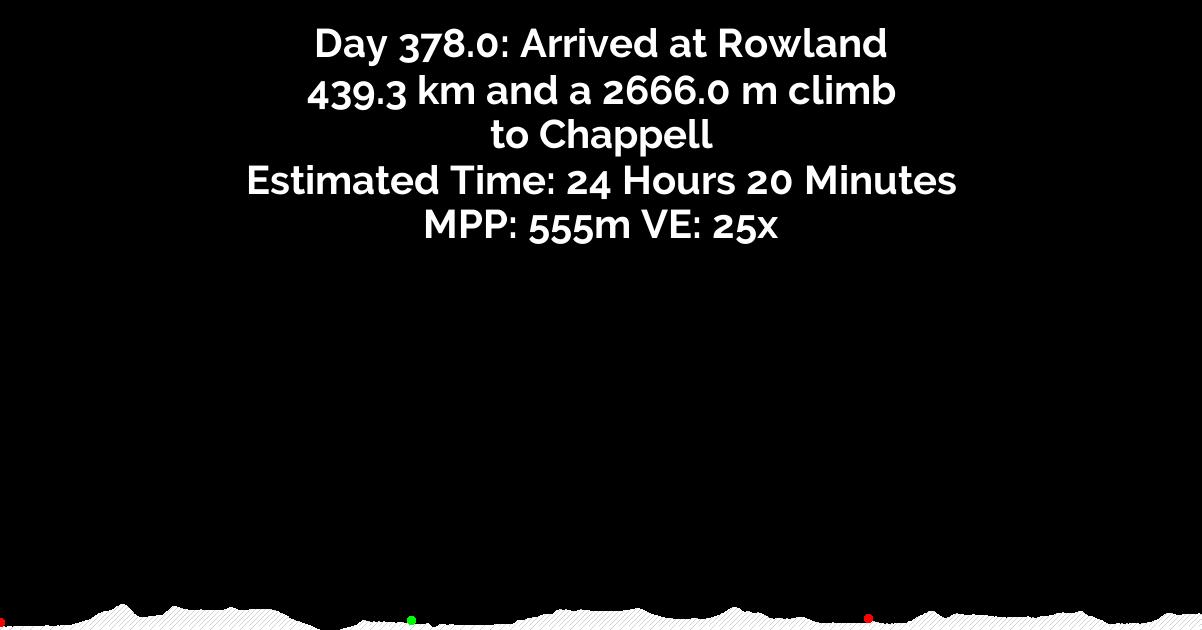 Day 378.0: Arrived at Rowland
439.3 km and a 2666.0 m climb
to Chappell
Estimated Time: 24 Hours 20 Minutes
MPP: 555m VE: 25x